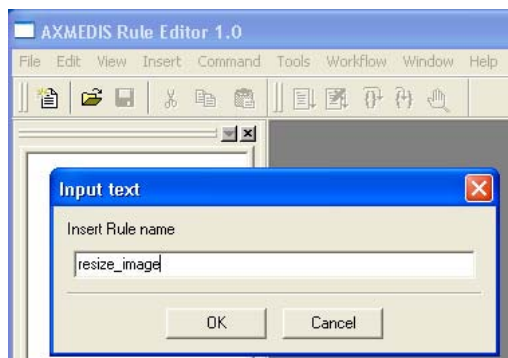 AXMEDIS Rule Editor 1.0
File Edit View Insert Command Tools Workflow Window Help
Input text
Insert Rule name
resize_image
OK Cancel